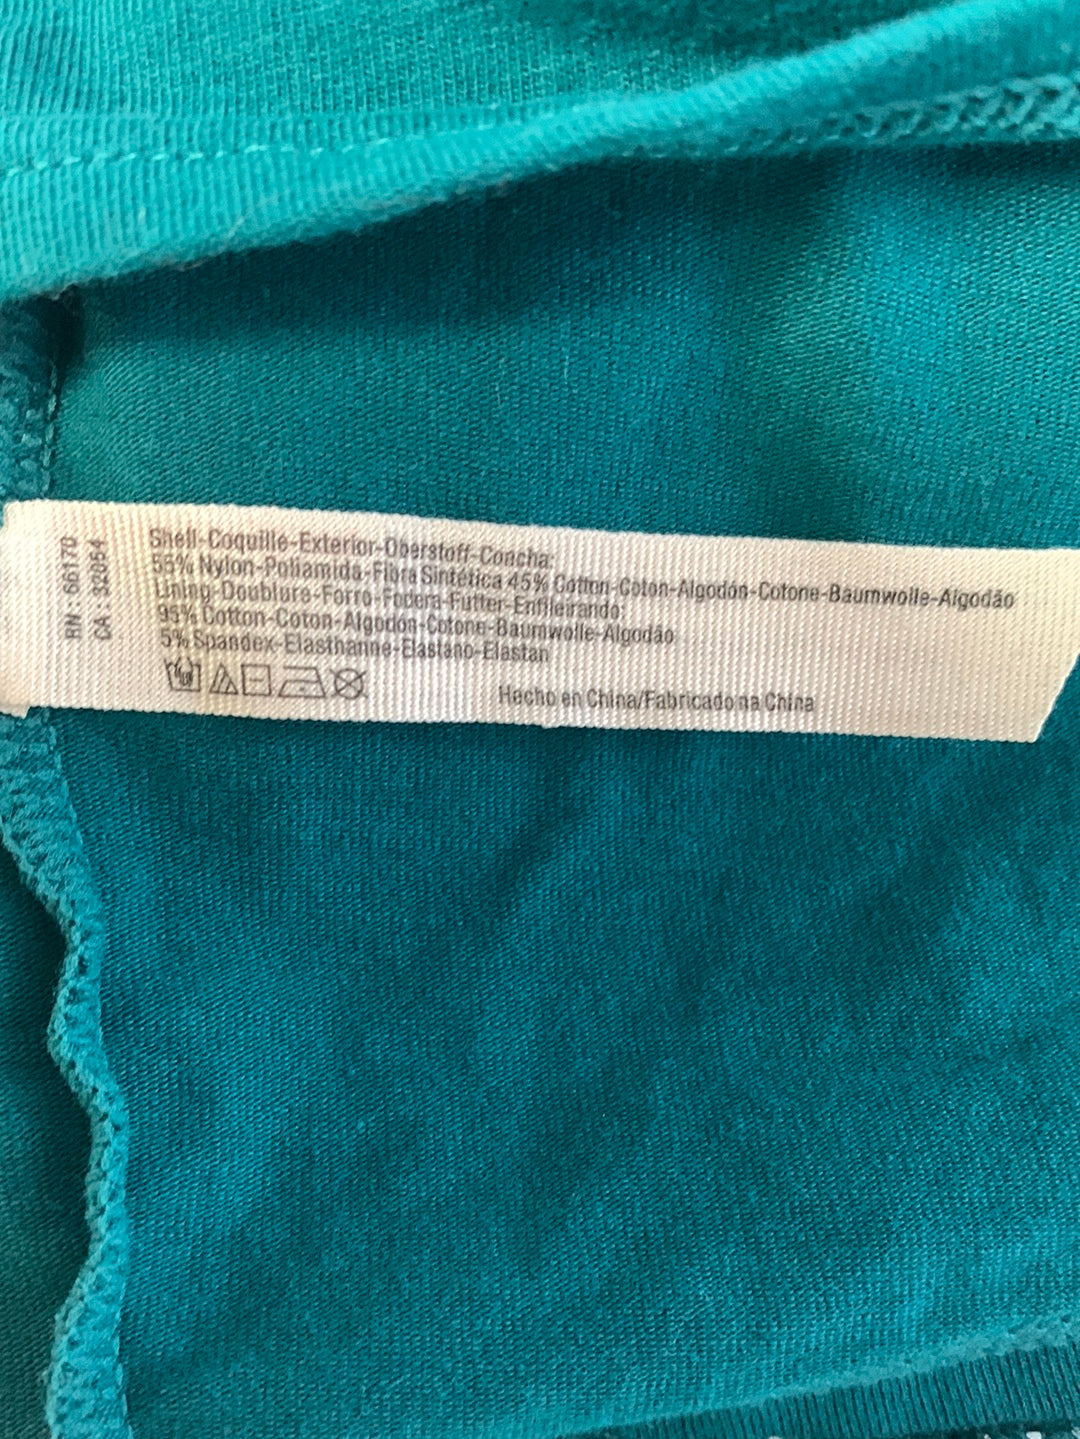 RN : 66170
CA : 32054
Shell-Coquille-Exterior-Oberstoff-Concha:
55% Nylon-Poliamida-Fibra Sintética 45% Cotton-Coton-Algodón-Cotone-Baumwolle-Algodão
Lining-Doublure-Forro-Fodera-Futter-Enfileirando:
95% Cotton-Coton-Algodón-Cotone-Baumwolle-Algodão
5% Spandex-Elasthanne-Elastano-Elastan
Hecho en China/Fabricado na China